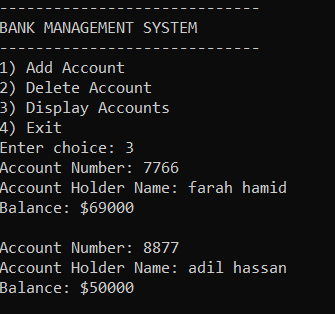 -----------------------------
BANK MANAGEMENT SYSTEM
-----------------------------
1) Add Account
2) Delete Account
3) Display Accounts
4) Exit
Enter choice: 3
Account Number: 7766
Account Holder Name: farah hamid
Balance: $69000

Account Number: 8877
Account Holder Name: adil hassan
Balance: $50000